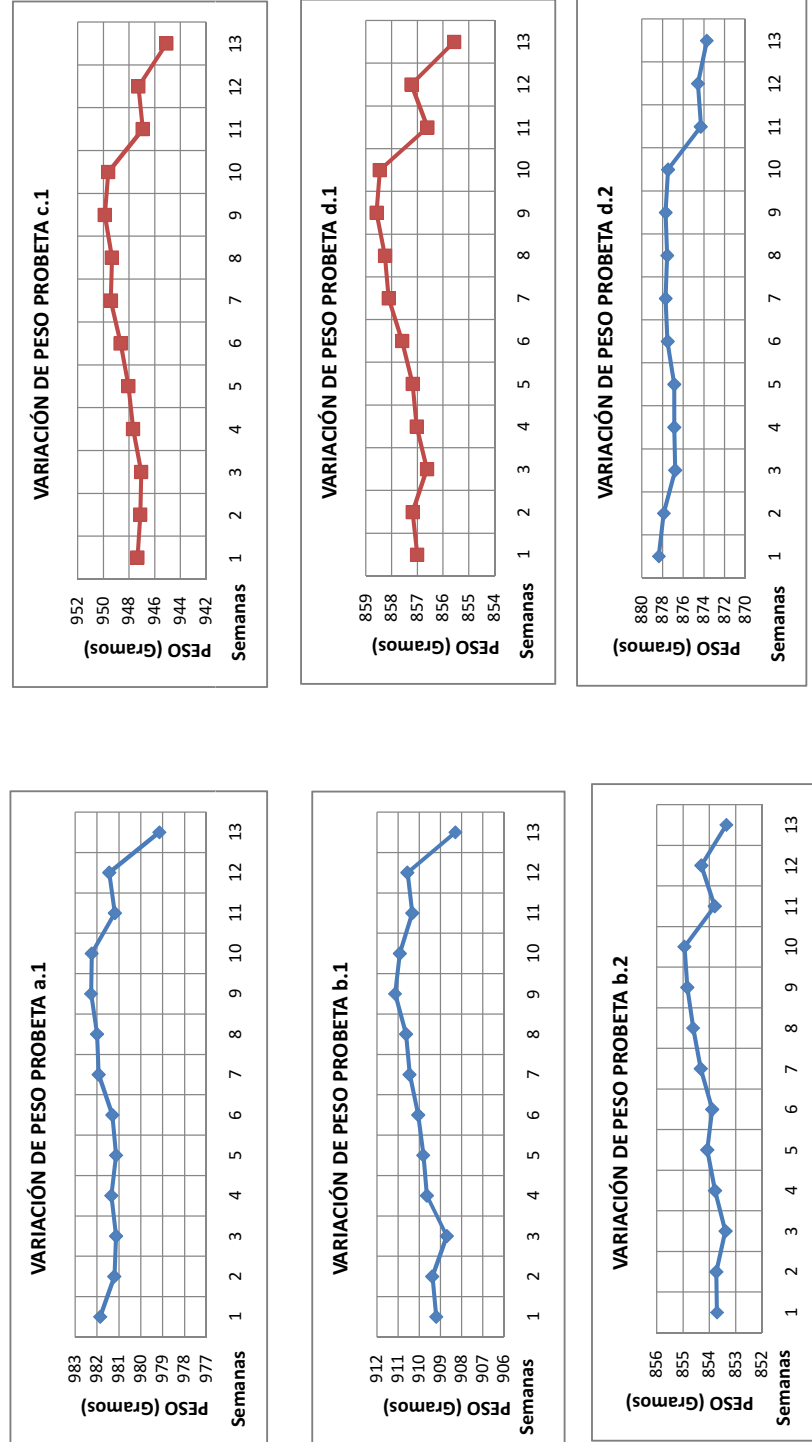 VARIACIÓN DE PESO PROBETA a.1
PESO (Gramos)
983
982
981
980
979
978
977
1 2 3 4 5 6 7 8 9 10 11 12 13
Semanas
VARIACIÓN DE PESO PROBETA c.1
PESO (Gramos)
952
950
948
946
944
942
1 2 3 4 5 6 7 8 9 10 11 12 13
Semanas
VARIACIÓN DE PESO PROBETA b.1
PESO (Gramos)
912
911
910
909
908
907
906
1 2 3 4 5 6 7 8 9 10 11 12 13
Semanas
VARIACIÓN DE PESO PROBETA d.1
PESO (Gramos)
859
858
857
856
855
854
1 2 3 4 5 6 7 8 9 10 11 12 13
Semanas
VARIACIÓN DE PESO PROBETA b.2
PESO (Gramos)
856
855
854
853
852
1 2 3 4 5 6 7 8 9 10 11 12 13
Semanas
VARIACIÓN DE PESO PROBETA d.2
PESO (Gramos)
880
878
876
874
872
870
1 2 3 4 5 6 7 8 9 10 11 12 13
Semanas